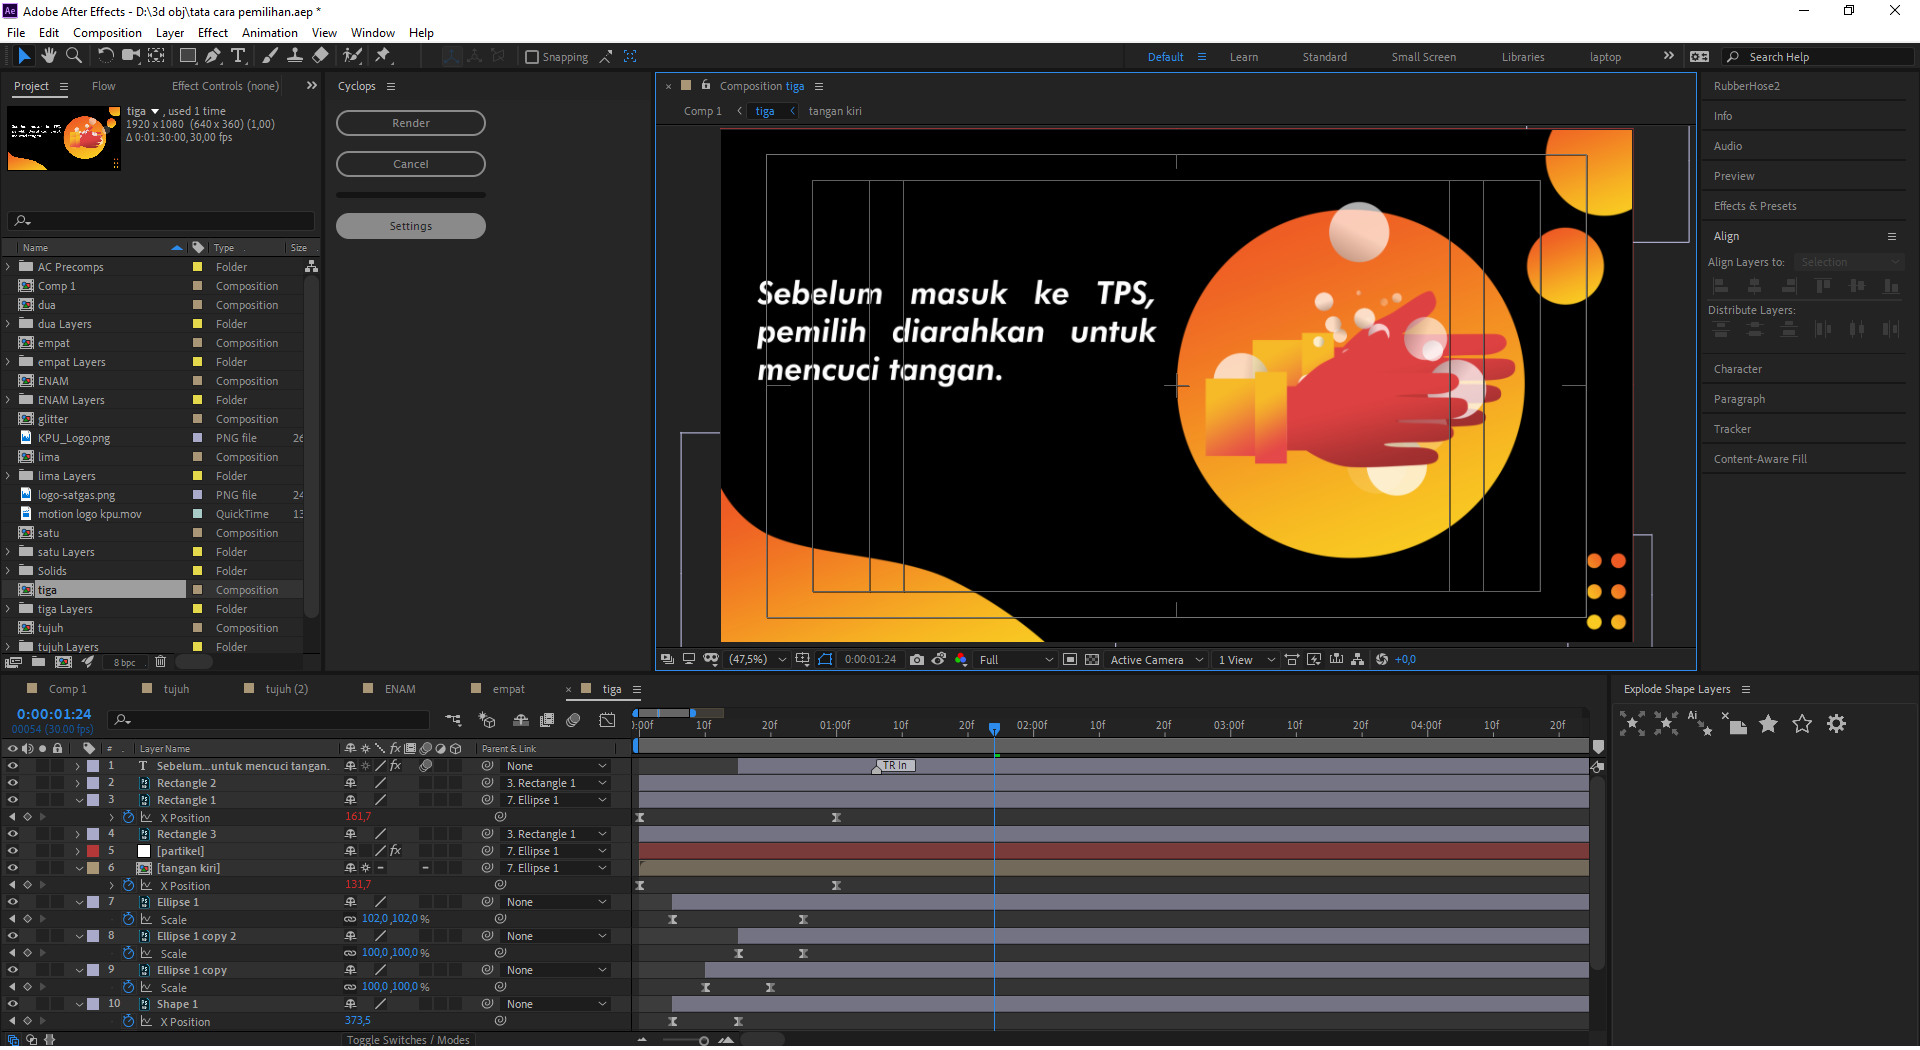 Adobe After Effects - D:\3d obj\tata cara pemilihan.aep *
File Edit Composition Layer Effect Animation View Window Help
Snapping
Default Learn Standard Small Screen Libraries laptop Search Help
Project Flow Effect Controls (none)
tiga , used 1 time
1920 x 1080 (640 x 360) (1,00)
Δ 0:01:30:00, 30,00 fps
Name Type Size
AC Precomps Folder
Comp 1 Composition
dua Composition
dua Layers Folder
empat Composition
empat Layers Folder
ENAM Composition
ENAM Layers Folder
glitter Composition
KPU_Logo.png PNG file 26
lima Composition
lima Layers Folder
logo-satgas.png PNG file 24
motion logo kpu.mov QuickTime 13
satu Composition
satu Layers Folder
Solids Folder
tiga Composition
tiga Layers Folder
tujuh Composition
tujuh Layers Folder
8 bpc
Cyclops
Render
Cancel
Settings
Composition tiga
Comp 1 tiga tangan kiri
Sebelum masuk ke TPS,
pemilih diarahkan untuk
mencuci tangan.
(47,5%) 0:00:01:24 Full Active Camera 1 View +0,0
RubberHose2
Info
Audio
Preview
Effects & Presets
Align
Align Layers to: Selection
Distribute Layers:
Character
Paragraph
Tracker
Content-Aware Fill
Comp 1 tujuh tujuh (2) ENAM empat tiga
0:00:01:24
00054 (30.00 fps)
:00f 10f 20f 01:00f 10f 20f 02:00f 10f 20f 03:00f 10f 20f 04:00f 10f 20f
# Layer Name Parent & Link
1 T Sebelum...untuk mencuci tangan. fx None TR In
2 Rectangle 2 3. Rectangle 1
3 Rectangle 1 7. Ellipse 1
X Position 161,7
4 Rectangle 3 3. Rectangle 1
5 [partikel] fx 7. Ellipse 1
6 [tangan kiri] 7. Ellipse 1
X Position 131,7
7 Ellipse 1 None
Scale 102,0,102,0%
8 Ellipse 1 copy 2 None
Scale 100,0,100,0%
9 Ellipse 1 copy None
Scale 100,0,100,0%
10 Shape 1 None
X Position 373,5
Toggle Switches / Modes
Explode Shape Layers
Ai